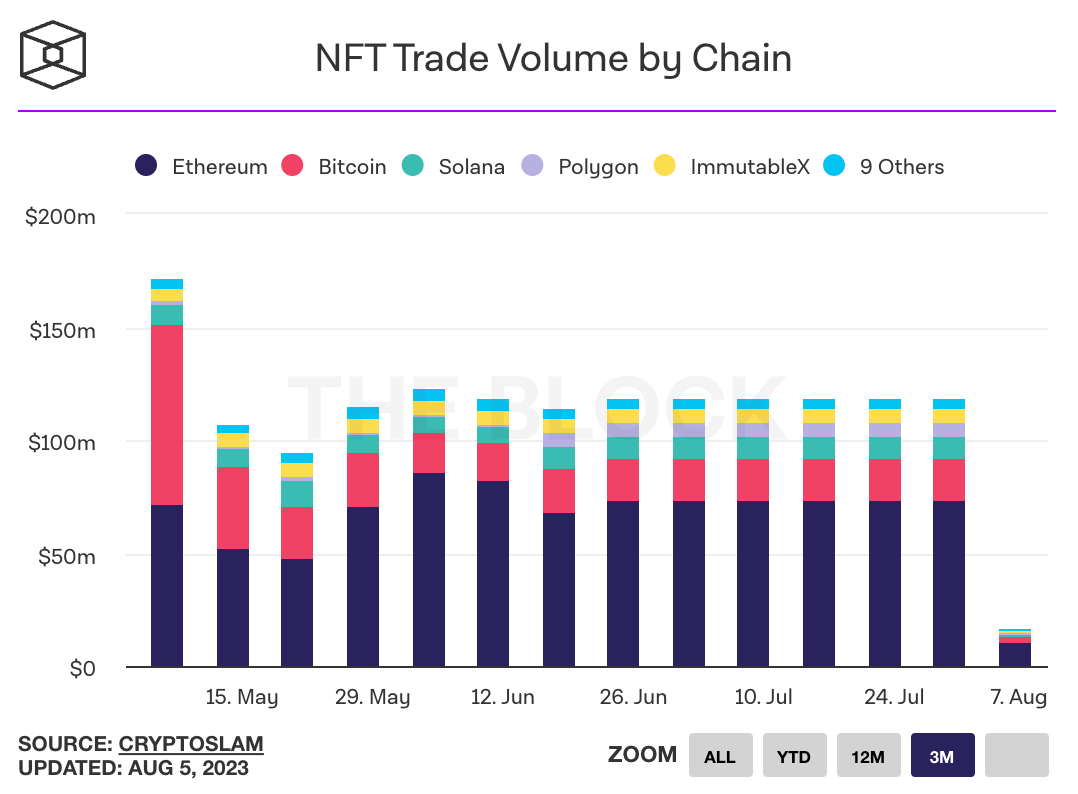 NFT Trade Volume by Chain
Ethereum Bitcoin Solana Polygon ImmutableX 9 Others
$200m
$150m
$100m
$50m
$0
THE BLOCK
15. May 29. May 12. Jun 26. Jun 10. Jul 24. Jul 7. Aug
SOURCE: CRYPTOSLAM
UPDATED: AUG 5, 2023
ZOOM ALL YTD 12M 3M